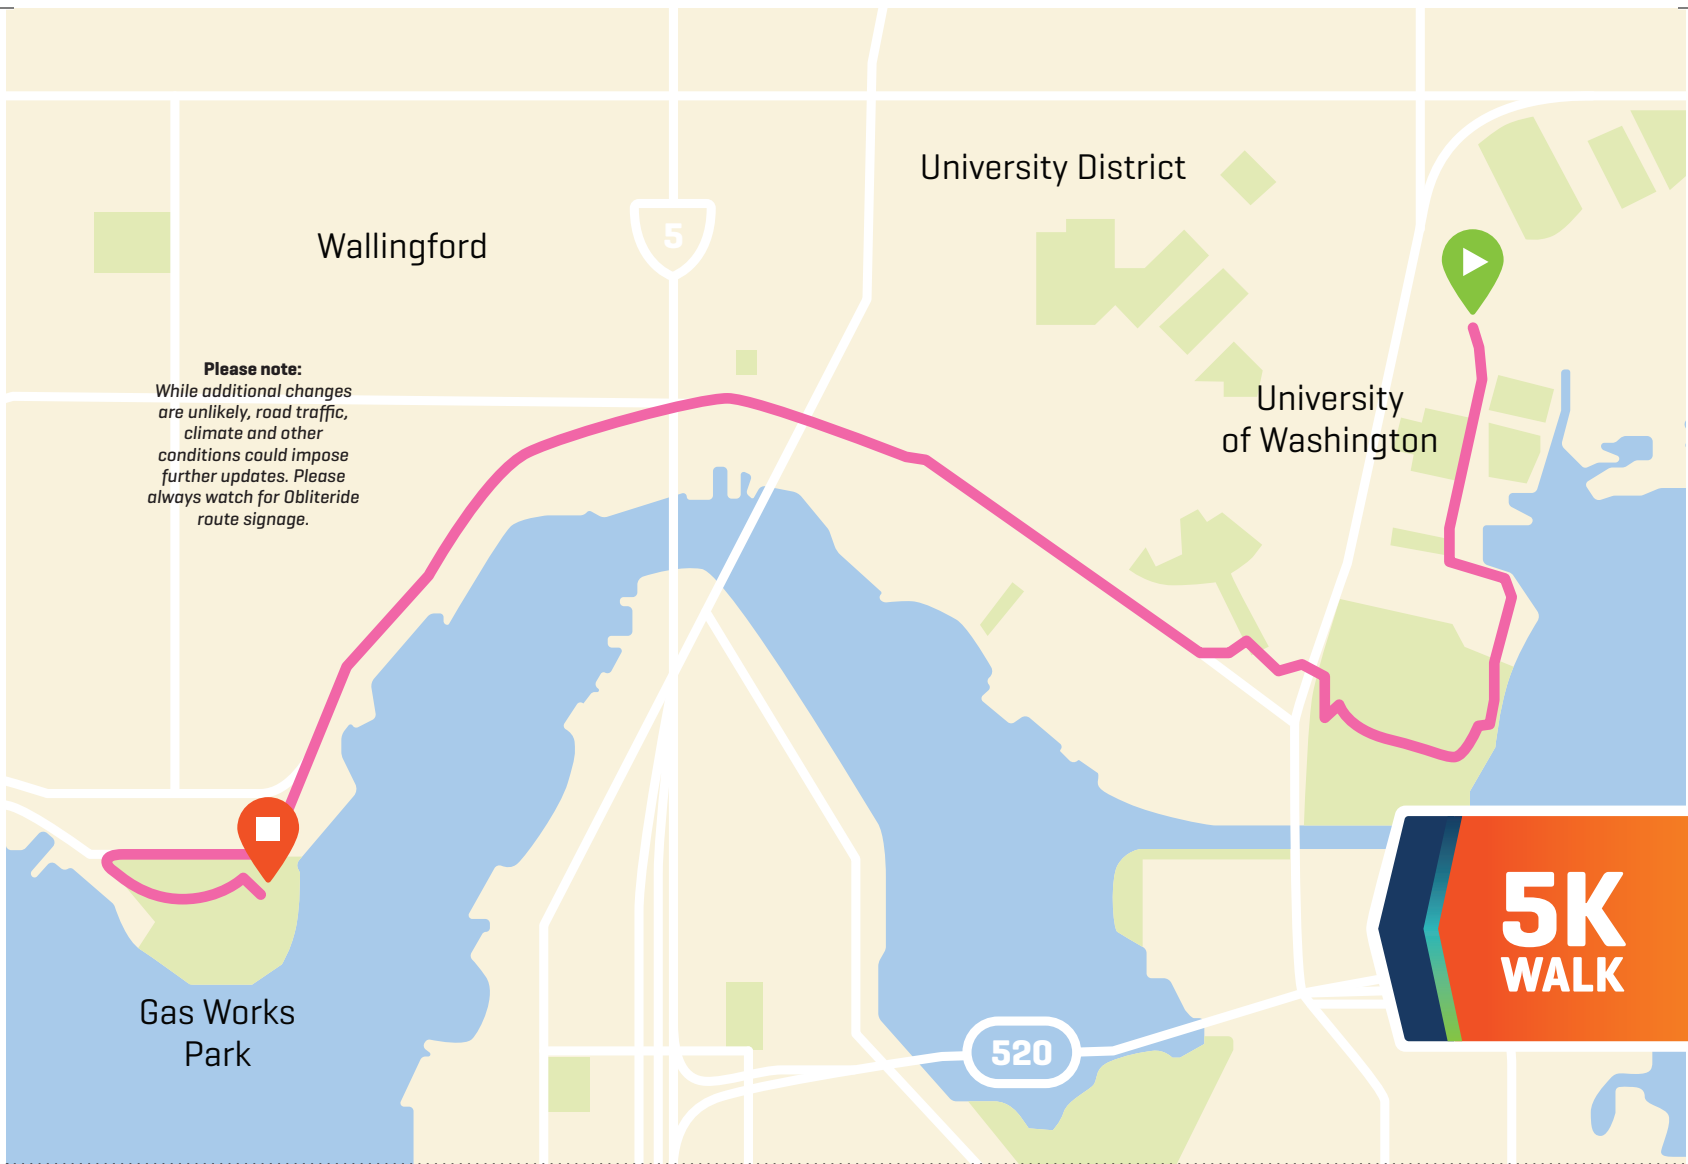 University District
Wallingford
5
Please note:
While additional changes
are unlikely, road traffic,
climate and other
conditions could impose
further updates. Please
always watch for Obliteride
route signage.
University
of Washington
5K
WALK
Gas Works
Park
520